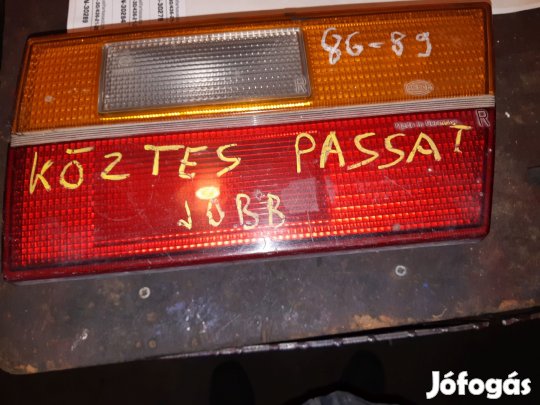 86-89
R
R
KÖZTES PASSAT
JOBB
Jófogás